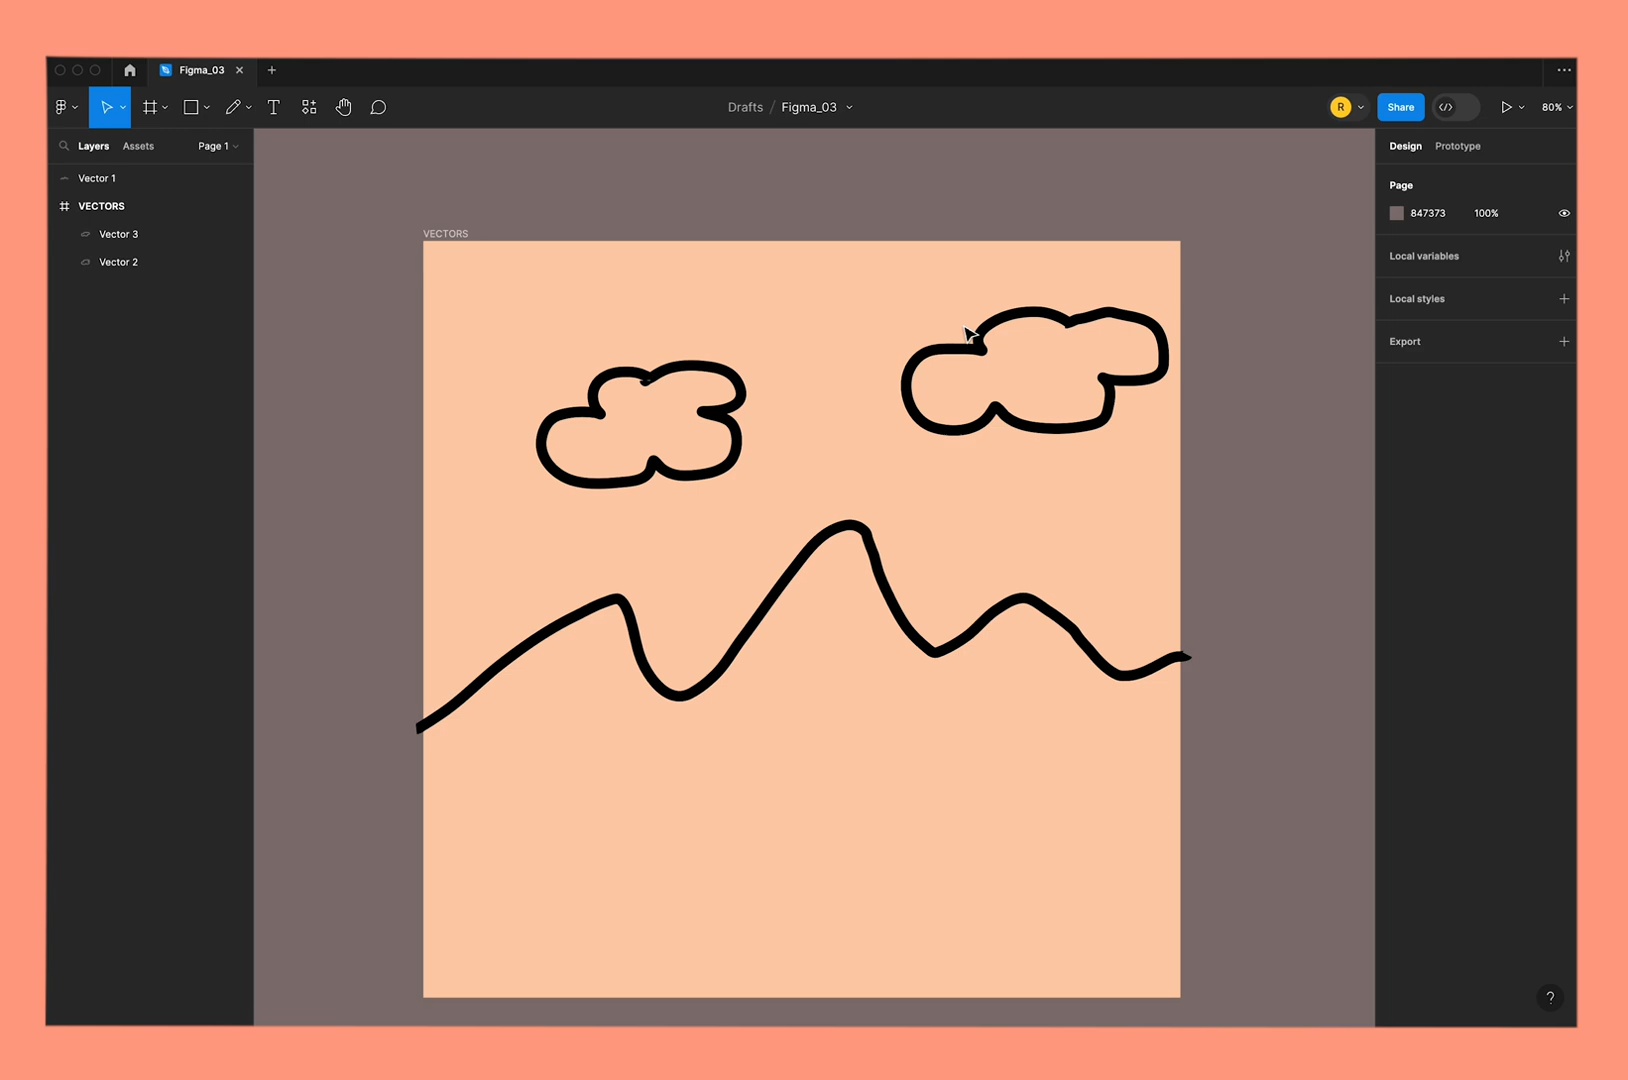 Figma_03
Drafts / Figma_03
R
Share
80%
Layers Assets Page 1
Vector 1
VECTORS
Vector 3
Vector 2
VECTORS
Design Prototype
Page
847373 100%
Local variables
Local styles
Export
?